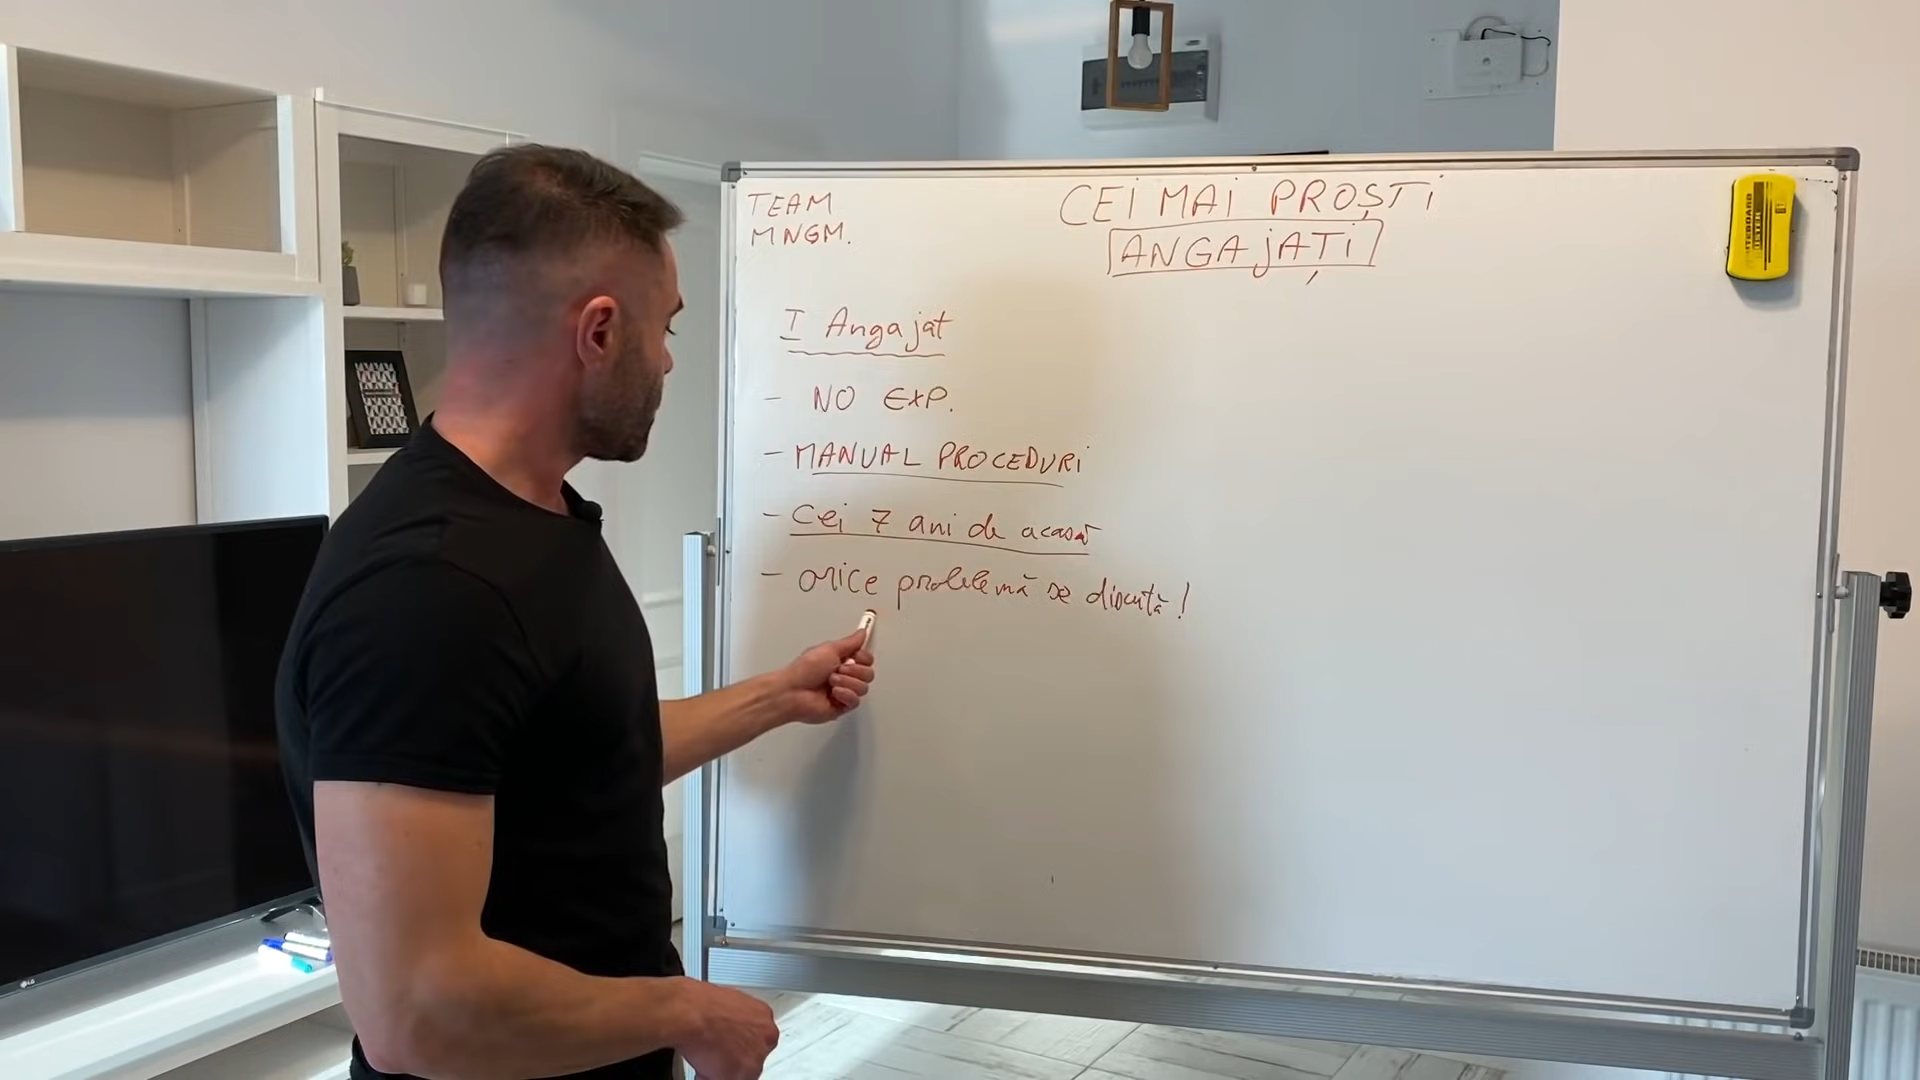 TEAM
MNGM.
CEI MAI PROȘTI
ANGAJAȚI
I Angajat
- NO EXP.
- MANUAL PROCEDURI
- Cei 7 ani de acasă
- orice problemă se discută!
LG